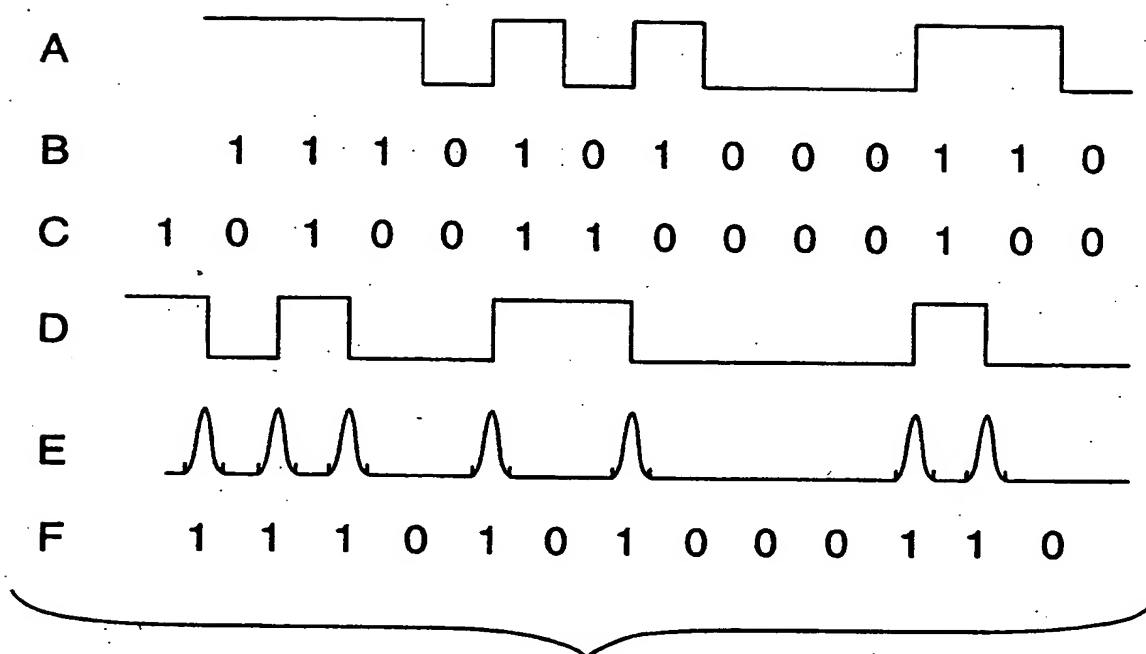 A
B 1 1 1 0 1 0 1 0 0 0 1 1 0
C 1 0 1 0 0 1 1 0 0 0 0 1 0 0
D
E
F 1 1 1 0 1 0 1 0 0 0 1 1 0